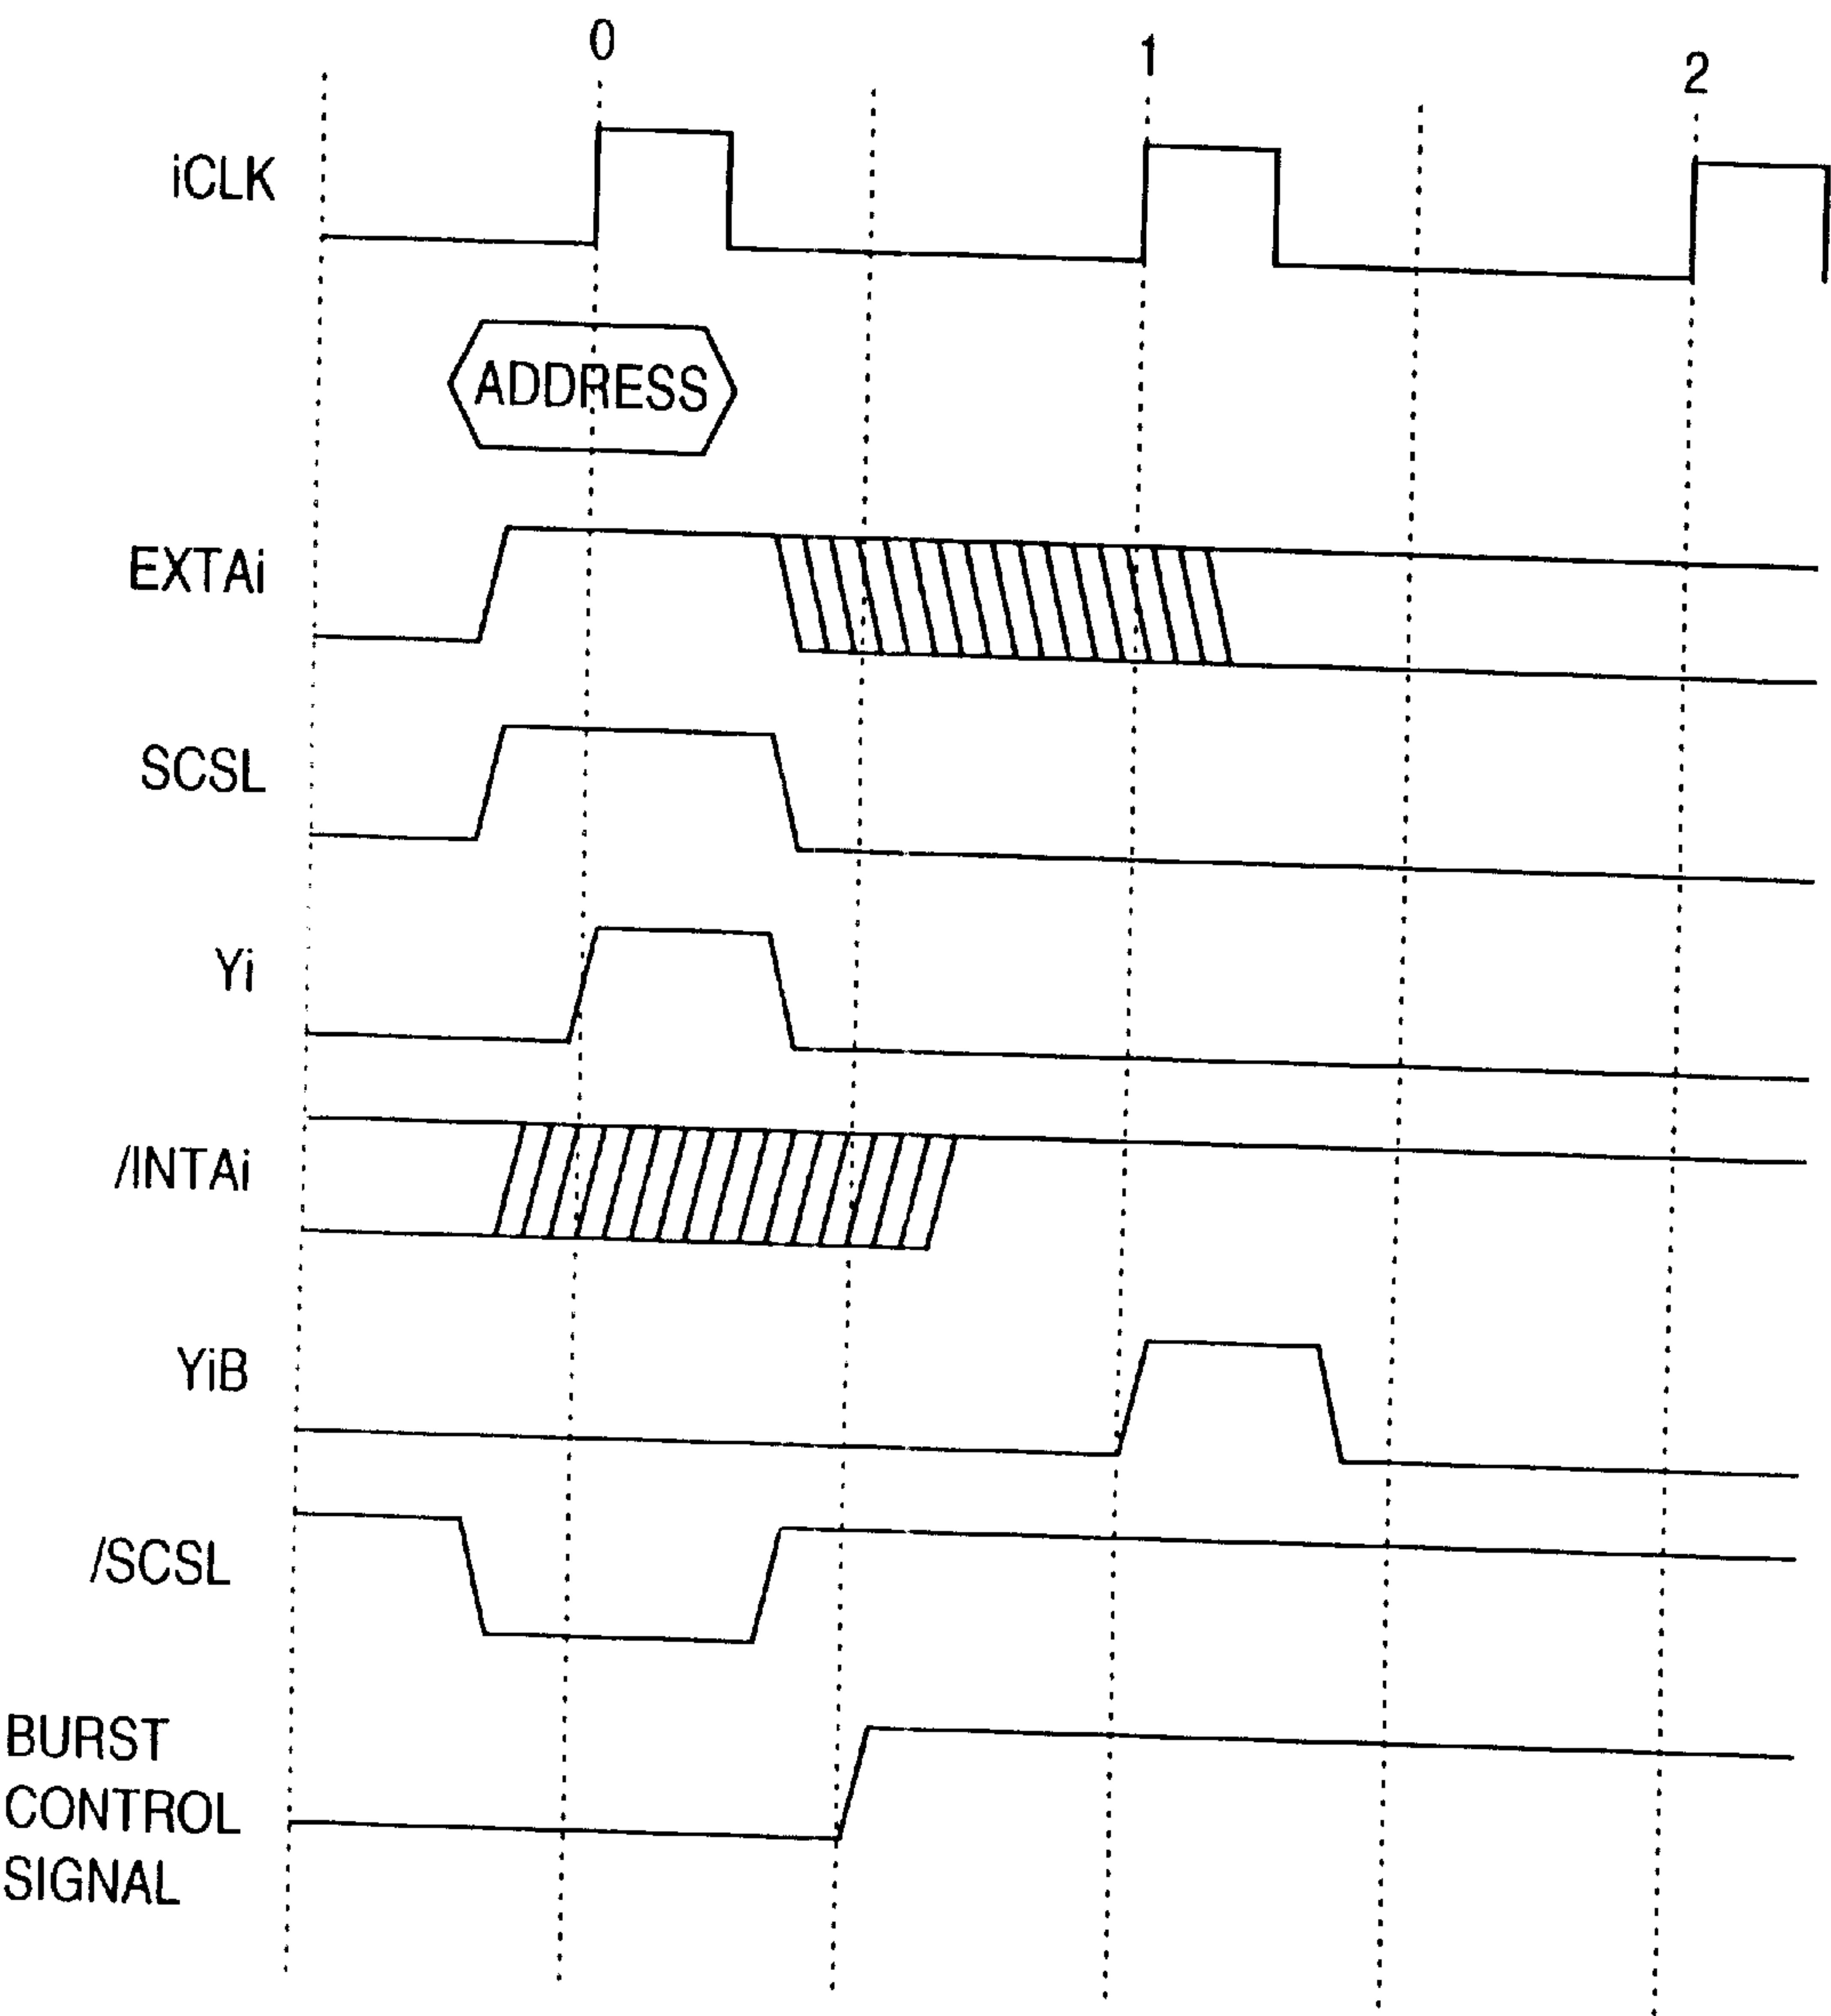 0 1 2
iCLK
ADDRESS
EXTAi
SCSL
Yi
/INTAi
YiB
/SCSL
BURST
CONTROL
SIGNAL